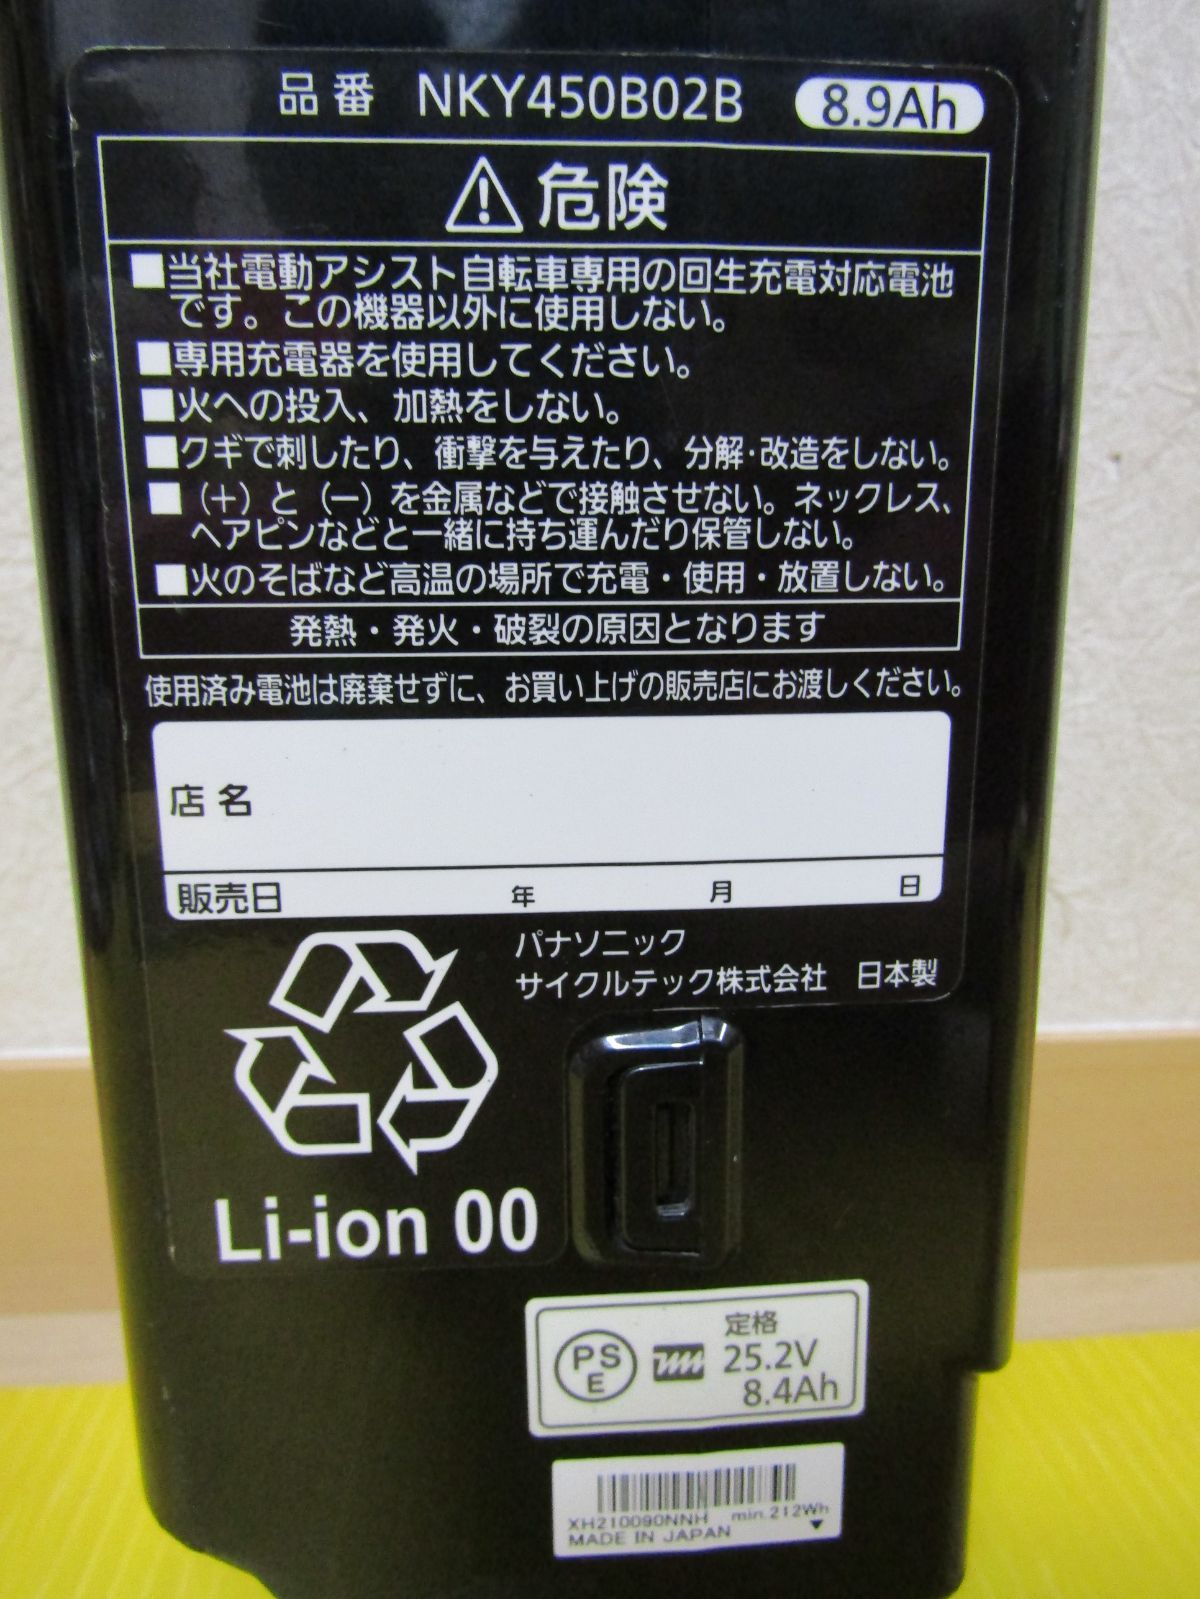 品番 NKY450B02B 8.9Ah
危険
■当社電動アシスト自転車専用の回生充電対応電池
です。この機器以外に使用しない。
■専用充電器を使用してください。
■火への投入、加熱をしない。
■クギで刺したり、衝撃を与えたり、分解・改造をしない。
■（＋）と（－）を金属などで接触させない。ネックレス、
ヘアピンなどと一緒に持ち運んだり保管しない。
■火のそばなど高温の場所で充電・使用・放置しない。
発熱・発火・破裂の原因となります
使用済み電池は廃棄せずに、お買い上げの販売店にお渡しください。
店名
販売日 年 月 日
パナソニック
サイクルテック株式会社 日本製
Li-ion 00
PS
E
定格
25.2V
8.4Ah
XH210090NNH min.212Wh
MADE IN JAPAN